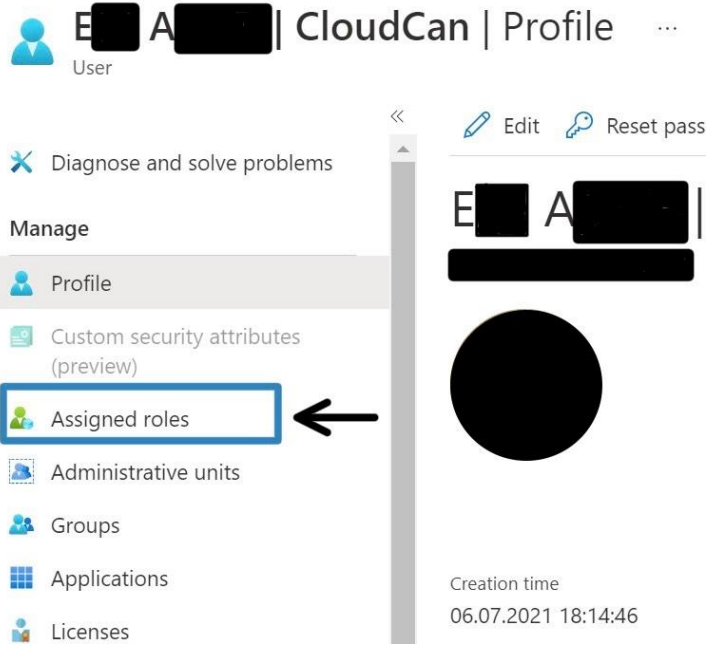 E A | CloudCan | Profile ...
User
«
Edit Reset pass
Diagnose and solve problems
E A |
Manage
Profile
Custom security attributes
(preview)
Assigned roles
Administrative units
Groups
Applications
Creation time
06.07.2021 18:14:46
Licenses